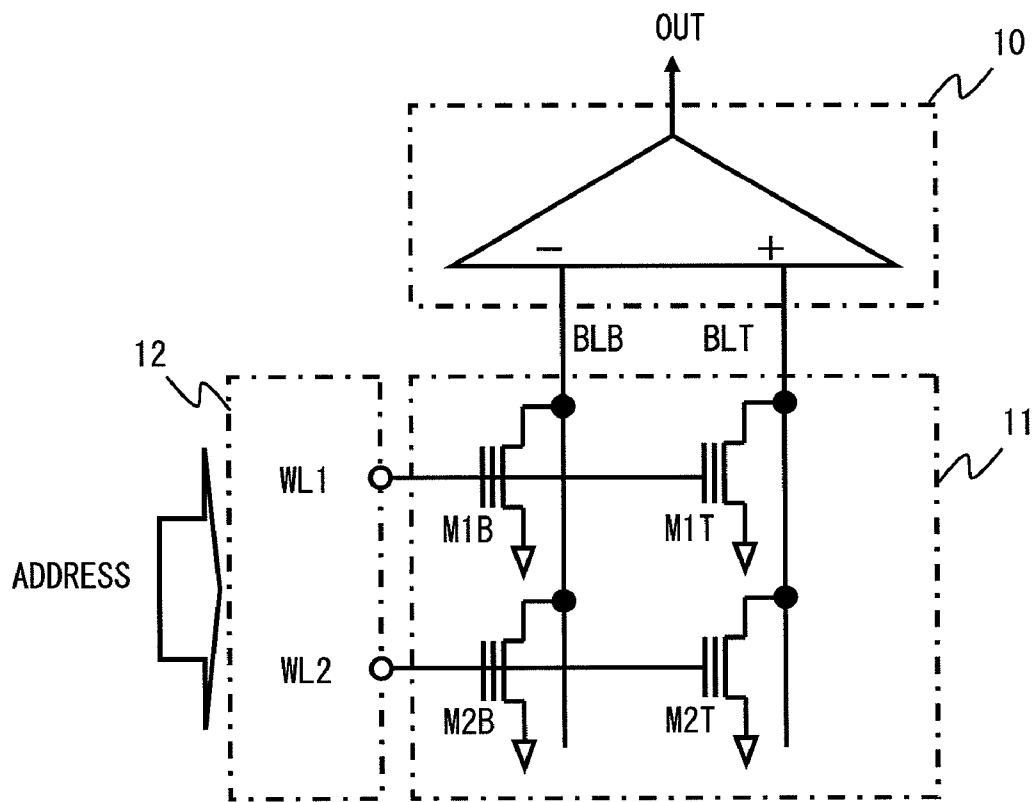 OUT
10
− +
BLB BLT
12
11
WL1
M1B M1T
ADDRESS
WL2
M2B M2T